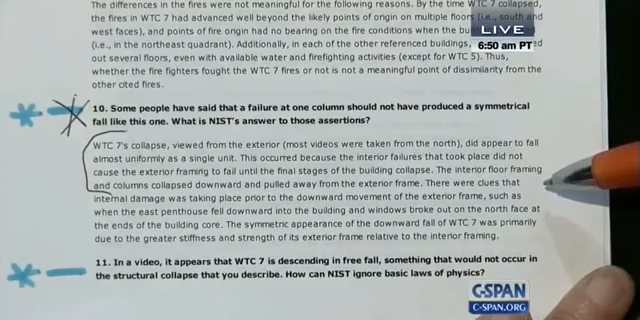 The differences in the fires were not meaningful for the following reasons. By the time WTC 7 collapsed,
the fires in WTC 7 had advanced well beyond the likely points of origin on multiple floors (i.e., south and
west faces), and points of fire origin had no bearing on the fire conditions when the
(i.e., in the northeast quadrant). Additionally, in each of the other referenced buildings,
out several floors, even with available water and firefighting activities (except for WTC 5). Thus,
whether the fire fighters fought the WTC 7 fires or not is not a meaningful point of dissimilarity from the
other cited fires.
LIVE
6:50 am PT
10. Some people have said that a failure at one column should not have produced a symmetrical
fall like this one. What is NIST's answer to those assertions?
WTC 7's collapse, viewed from the exterior (most videos were taken from the north), did appear to fall
almost uniformly as a single unit. This occurred because the interior failures that took place did not
cause the exterior framing to fail until the final stages of the building collapse. The interior floor framing
and columns collapsed downward and pulled away from the exterior frame. There were clues that
internal damage was taking place prior to the downward movement of the exterior frame, such as
when the east penthouse fell downward into the building and windows broke out on the north face at
the ends of the building core. The symmetric appearance of the downward fall of WTC 7 was primarily
due to the greater stiffness and strength of its exterior frame relative to the interior framing.
11. In a video, it appears that WTC 7 is descending in free fall, something that would not occur in
the structural collapse that you describe. How can NIST ignore basic laws of physics?
C-SPAN
C-SPAN.ORG